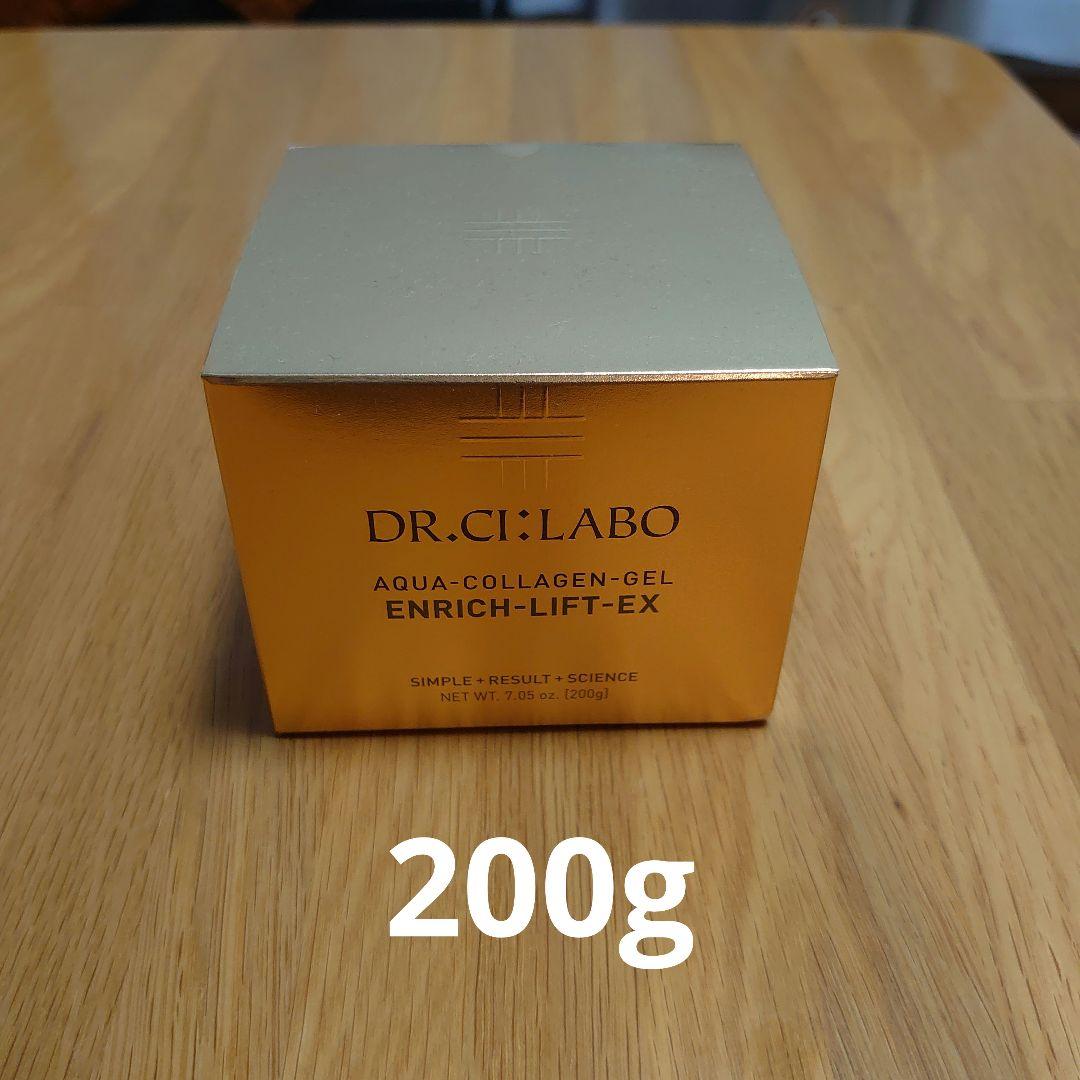 DR.CI:LABO
AQUA-COLLAGEN-GEL
ENRICH-LIFT-EX
SIMPLE+RESULT+SCIENCE
NET WT. 7.05 oz. [200g]
200g